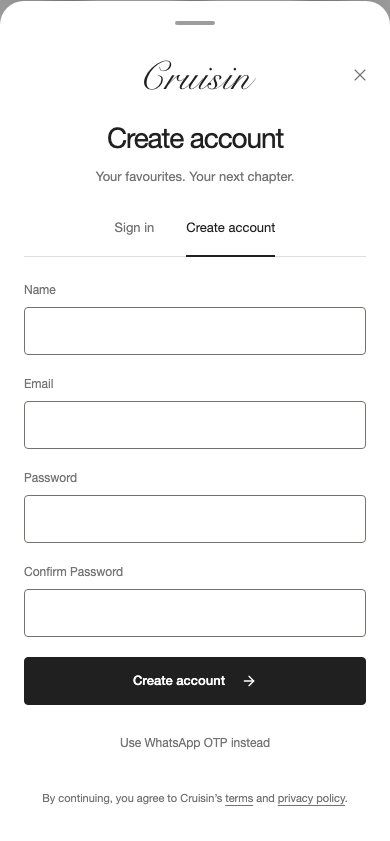 Cruisin
Create account
Your favourites. Your next chapter.
Sign in Create account
Name
Email
Password
Confirm Password
Create account →
Use WhatsApp OTP instead
By continuing, you agree to Cruisin’s terms and privacy policy.